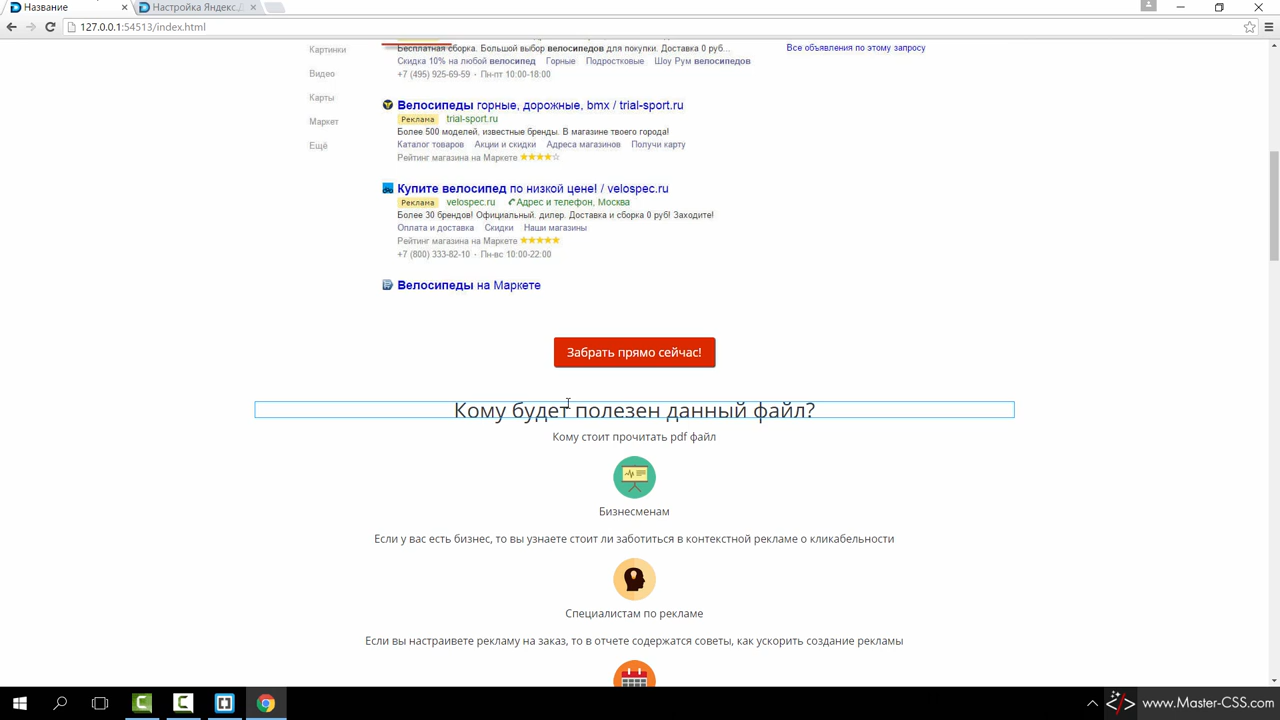 Название
Настройка Яндекс.Д
127.0.0.1:54513/index.html
Картинки
Видео
Карты
Маркет
Ещё
Бесплатная сборка. Большой выбор велосипедов для покупки. Доставка 0 руб...
Скидка 10% на любой велосипед Горные Подростковые Шоу Рум велосипедов
+7 (495) 925-69-59 · Пн-пт 10:00-18:00
Все объявления по этому запросу
Велосипеды горные, дорожные, bmx / trial-sport.ru
Реклама trial-sport.ru
Более 500 моделей, известные бренды. В магазине твоего города!
Каталог товаров Акции и скидки Адреса магазинов Получи карту
Рейтинг магазина на Маркете ★★★★☆
Купите велосипед по низкой цене! / velospec.ru
Реклама velospec.ru Адрес и телефон, Москва
Более 30 брендов! Официальный. дилер. Доставка и сборка 0 руб! Заходите!
Оплата и доставка Скидки Наши магазины
Рейтинг магазина на Маркете ★★★★★
+7 (800) 333-82-10 · Пн-вс 10:00-22:00
Велосипеды на Маркете
Забрать прямо сейчас!
Кому будет полезен данный файл?
Кому стоит прочитать pdf файл
Бизнесменам
Если у вас есть бизнес, то вы узнаете стоит ли заботиться в контекстной рекламе о кликабельности
Специалистам по рекламе
Если вы настраиваете рекламу на заказ, то в отчете содержатся советы, как ускорить создание рекламы
www.Master-CSS.com